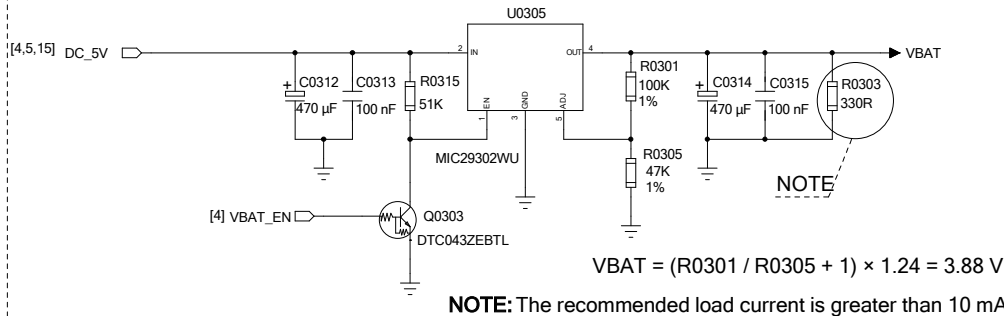 U0305
[4,5,15] DC_5V
2 IN
OUT 4
VBAT
C0312
470 µF
C0313
100 nF
R0315
51K
EN
1
GND
3
ADJ
5
MIC29302WU
R0301
100K
1%
R0305
47K
1%
C0314
470 µF
C0315
100 nF
R0303
330R
NOTE
[4] VBAT_EN
Q0303
DTC043ZEBTL
VBAT = (R0301 / R0305 + 1) × 1.24 = 3.88 V
NOTE: The recommended load current is greater than 10 mA